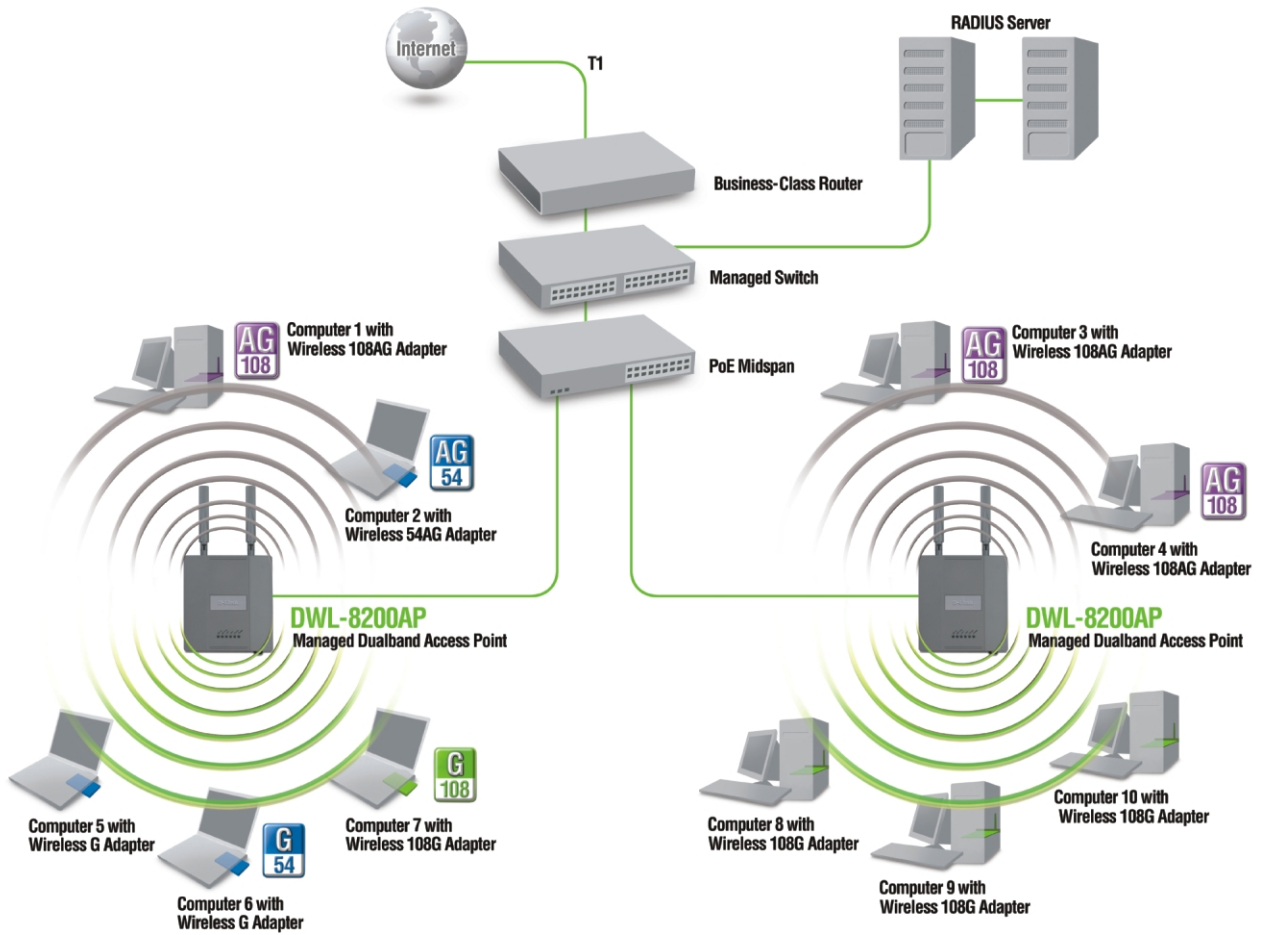 RADIUS Server
Internet
T1
Business-Class Router
Managed Switch
PoE Midspan
AG
108
Computer 1 with
Wireless 108AG Adapter
AG
54
Computer 2 with
Wireless 54AG Adapter
AG
108
Computer 3 with
Wireless 108AG Adapter
AG
108
Computer 4 with
Wireless 108AG Adapter
DWL-8200AP
Managed Dualband Access Point
DWL-8200AP
Managed Dualband Access Point
Computer 5 with
Wireless G Adapter
G
54
Computer 6 with
Wireless G Adapter
G
108
Computer 7 with
Wireless 108G Adapter
Computer 8 with
Wireless 108G Adapter
Computer 9 with
Wireless 108G Adapter
Computer 10 with
Wireless 108G Adapter